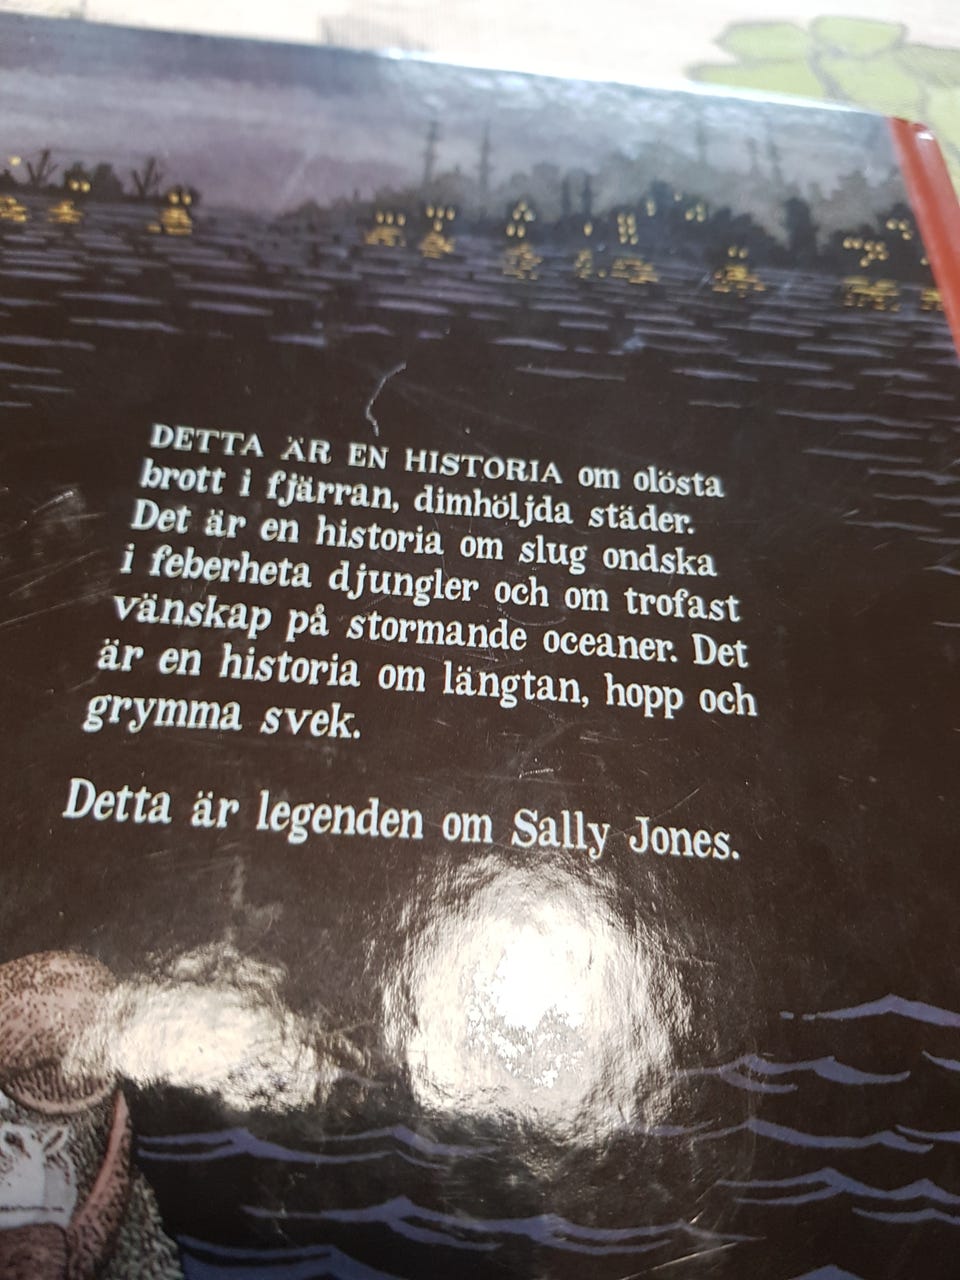 DETTA ÄR EN HISTORIA om olösta
brott i fjärran, dimhöljda städer.
Det är en historia om slug ondska
i feberheta djungler och om trofast
vänskap på stormande oceaner. Det
är en historia om längtan, hopp och
grymma svek.
Detta är legenden om Sally Jones.